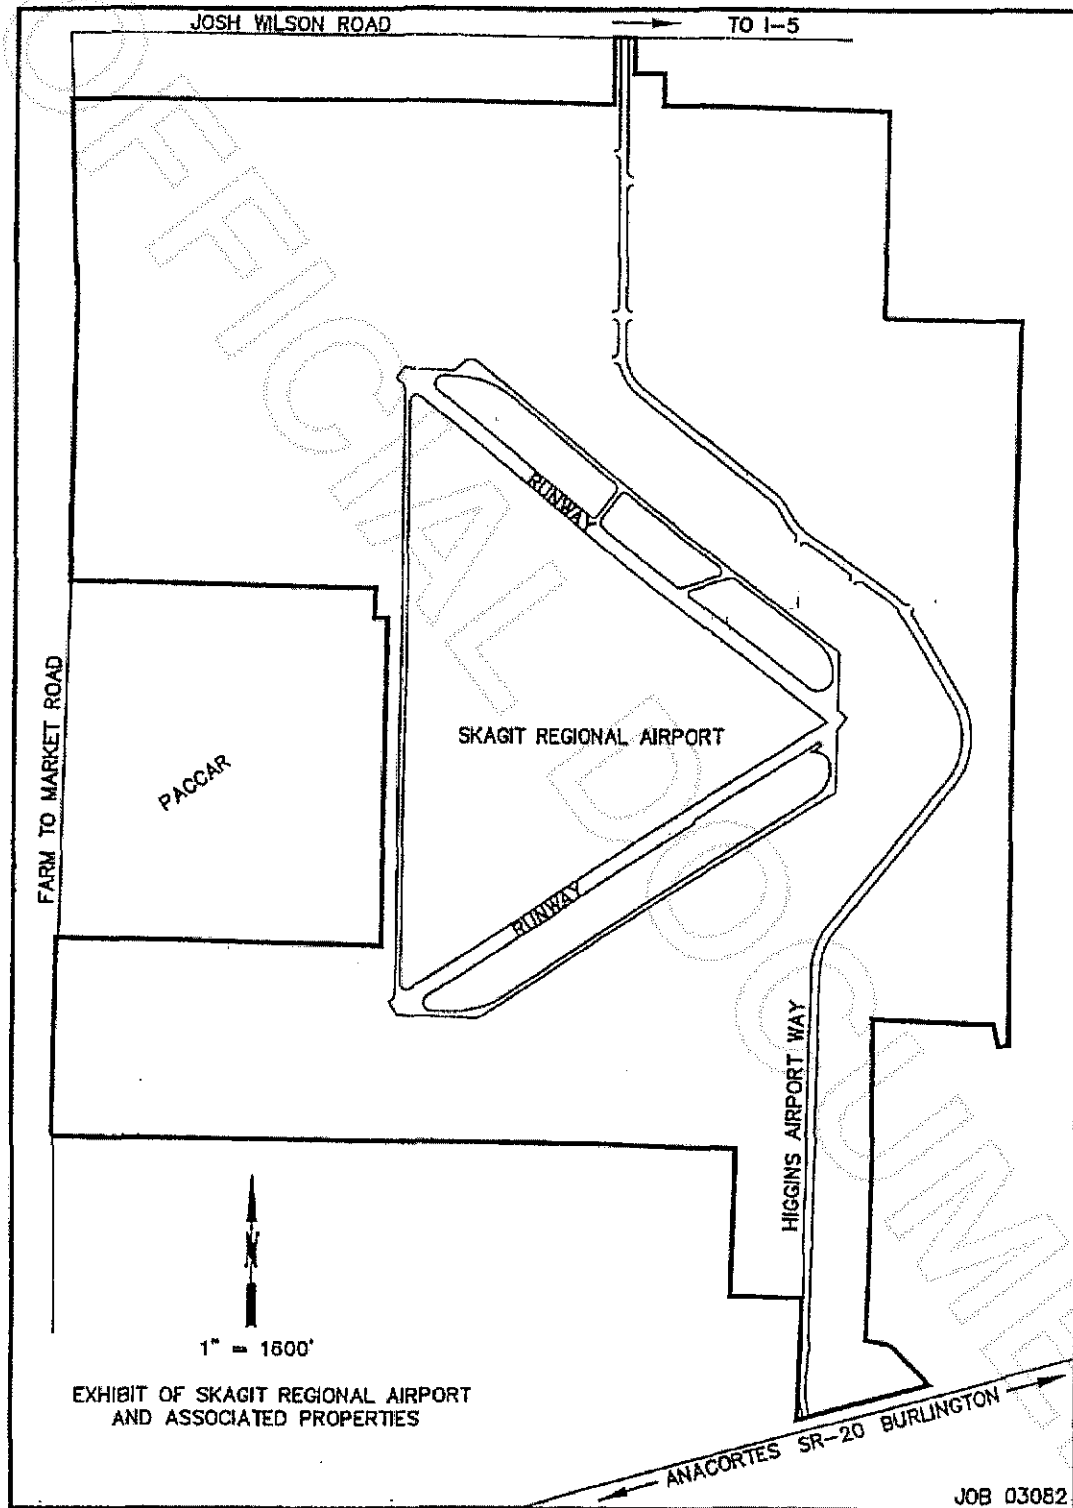 JOSH WILSON ROAD
TO I-5
RUNWAY
SKAGIT REGIONAL AIRPORT
FARM TO MARKET ROAD
PACCAR
RUNWAY
HIGGINS AIRPORT WAY
N
1" = 1600'
EXHIBIT OF SKAGIT REGIONAL AIRPORT
AND ASSOCIATED PROPERTIES
ANACORTES SR-20 BURLINGTON
JOB 03082
OFFICIAL DOCUME